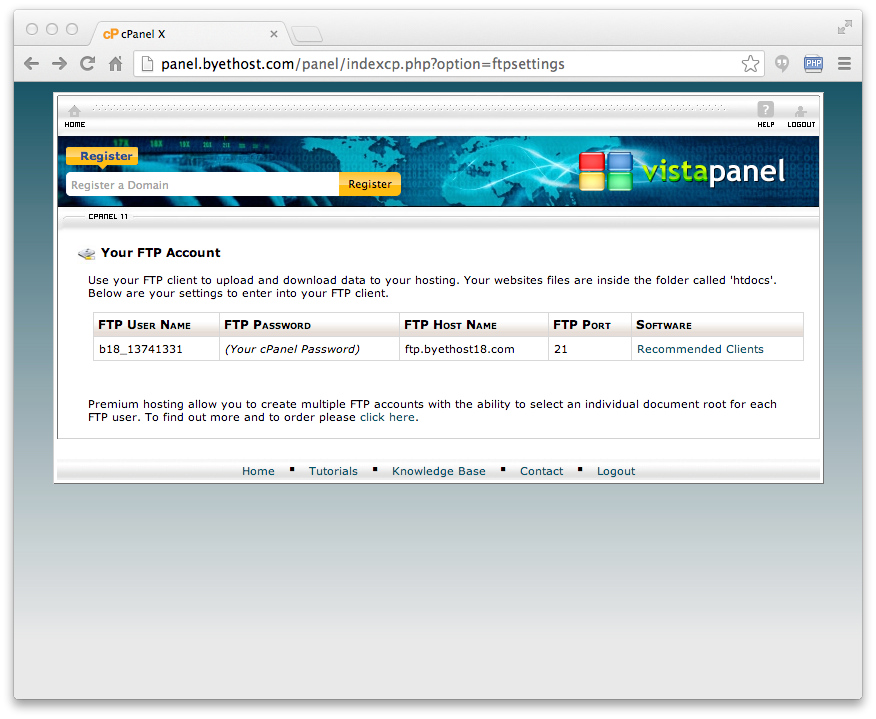 cP cPanel X
panel.byethost.com/panel/indexcp.php?option=ftpsettings
PHP
HOME
? HELP
LOGOUT
Register
Register a Domain
Register
vistapanel
CPANEL 11
Your FTP Account
Use your FTP client to upload and download data to your hosting. Your websites files are inside the folder called 'htdocs'.
Below are your settings to enter into your FTP client.
FTP User Name FTP Password FTP Host Name FTP Port Software
b18_13741331 (Your cPanel Password) ftp.byethost18.com 21 Recommended Clients
Premium hosting allow you to create multiple FTP accounts with the ability to select an individual document root for each
FTP user. To find out more and to order please click here.
Home ▪ Tutorials ▪ Knowledge Base ▪ Contact ▪ Logout